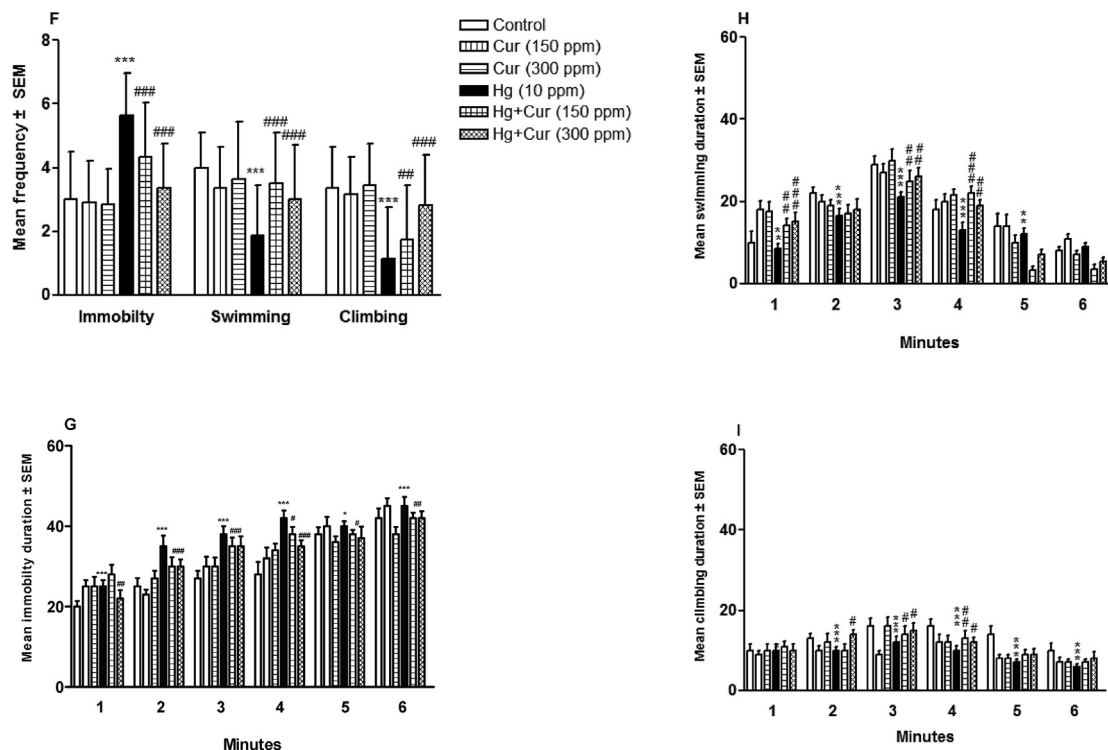 F
Mean frequency ± SEM
8
6
4
2
0
***
###
###
***
###
###
***
##
###
Immobilty
Swimming
Climbing
Control
Cur (150 ppm)
Cur (300 ppm)
Hg (10 ppm)
Hg+Cur (150 ppm)
Hg+Cur (300 ppm)
H
Mean swimming duration ± SEM
60
40
20
0
**
##
###
***
***
##
##
***
###
##
**
1 2 3 4 5 6
Minutes
G
Mean immobilty duration ± SEM
60
40
20
0
***
##
***
###
***
###
***
#
###
*
#
***
##
1 2 3 4 5 6
Minutes
I
Mean climbing duration ± SEM
60
40
20
0
***
#
***
#
#
***
##
#
***
***
1 2 3 4 5 6
Minutes